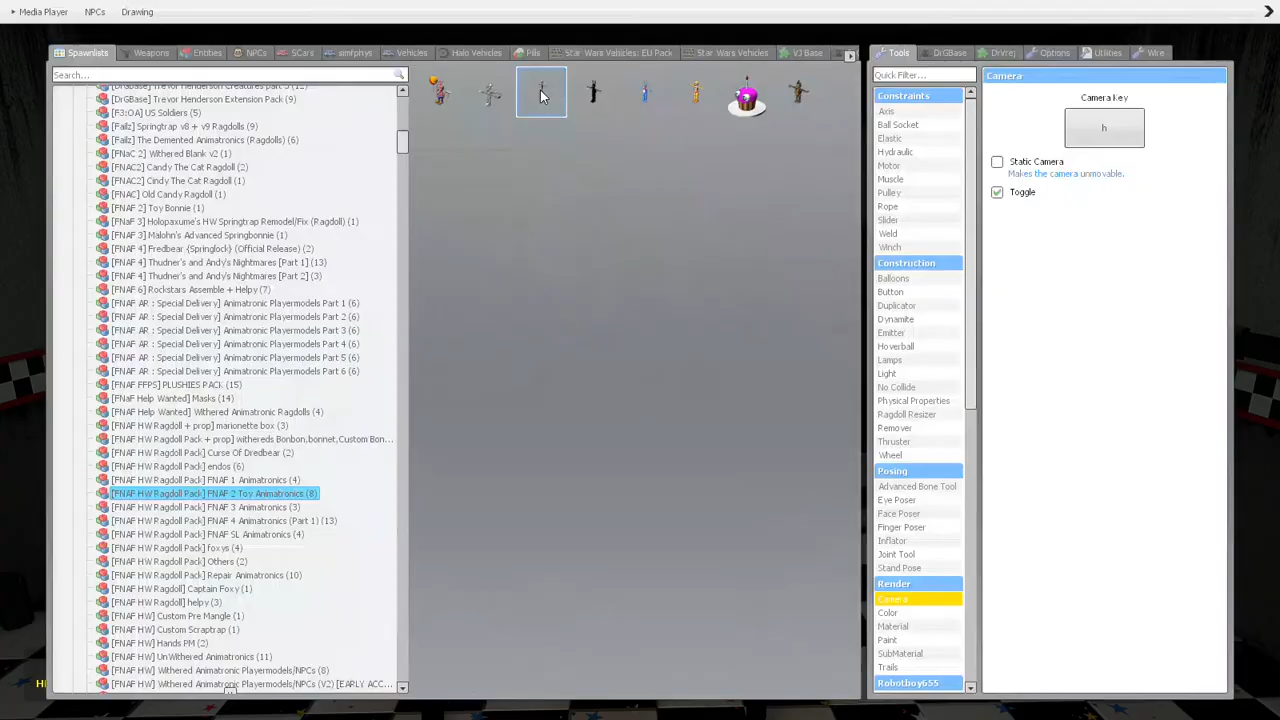 Media Player NPCs Drawing
Spawnlists Weapons Entities NPCs SCars simfphys Vehicles Halo Vehicles Pills Star Wars Vehicles: EU Pack Star Wars Vehicles VJ Base
Search...
[DrGBase] Trevor Henderson Creatures part 3 (12)
[DrGBase] Trevor Henderson Extension Pack (9)
[F3:OA] US Soldiers (5)
[Failz] Springtrap v8 + v9 Ragdolls (9)
[Failz] The Demented Animatronics (Ragdolls) (6)
[FNaC 2] Withered Blank v2 (1)
[FNAC2] Candy The Cat Ragdoll (2)
[FNAC2] Cindy The Cat Ragdoll (1)
[FNAC] Old Candy Ragdoll (1)
[FNAF 2] Toy Bonnie (1)
[FNaF 3] Holopaxume's HW Springtrap Remodel/Fix (Ragdoll) (1)
[FNAF 3] Malohn's Advanced Springbonnie (1)
[FNAF 4] Fredbear {Springlock} (Official Release) (2)
[FNAF 4] Thudner's and Andy's Nightmares [Part 1] (13)
[FNAF 4] Thudner's and Andy's Nightmares [Part 2] (3)
[FNAF 6] Rockstars Assemble + Helpy (7)
[FNAF AR : Special Delivery] Animatronic Playermodels Part 1 (6)
[FNAF AR : Special Delivery] Animatronic Playermodels Part 2 (6)
[FNAF AR : Special Delivery] Animatronic Playermodels Part 3 (6)
[FNAF AR : Special Delivery] Animatronic Playermodels Part 4 (6)
[FNAF AR : Special Delivery] Animatronic Playermodels Part 5 (6)
[FNAF AR : Special Delivery] Animatronic Playermodels Part 6 (6)
[FNAF FFPS] PLUSHIES PACK (15)
[FNaF Help Wanted] Masks (14)
[FNAF Help Wanted] Withered Animatronic Ragdolls (4)
[FNAF HW Ragdoll + prop] marionette box (3)
[FNAF HW Ragdoll Pack + prop] withereds Bonbon,bonnet,Custom Bon...
[FNAF HW Ragdoll Pack] Curse Of Dredbear (2)
[FNAF HW Ragdoll Pack] endos (6)
[FNAF HW Ragdoll Pack] FNAF 1 Animatronics (4)
[FNAF HW Ragdoll Pack] FNAF 2 Toy Animatronics (8)
[FNAF HW Ragdoll Pack] FNAF 3 Animatronics (3)
[FNAF HW Ragdoll Pack] FNAF 4 Animatronics (Part 1) (13)
[FNAF HW Ragdoll Pack] FNAF SL Animatronics (4)
[FNAF HW Ragdoll Pack] foxys (4)
[FNAF HW Ragdoll Pack] Others (2)
[FNAF HW Ragdoll Pack] Repair Animatronics (10)
[FNAF HW Ragdoll] Captain Foxy (1)
[FNAF HW Ragdoll] helpy (3)
[FNAF HW] Custom Pre Mangle (1)
[FNAF HW] Custom Scraptrap (1)
[FNAF HW] Hands PM (2)
[FNAF HW] UnWithered Animatronics (11)
[FNAF HW] Withered Animatronic Playermodels/NPCs (8)
[FNAF HW] Withered Animatronic Playermodels/NPCs (V2) [EARLY ACC...
Tools DrGBase Drvrej Options Utilities Wire
Quick Filter...
Constraints
Axis
Ball Socket
Elastic
Hydraulic
Motor
Muscle
Pulley
Rope
Slider
Weld
Winch
Construction
Balloons
Button
Duplicator
Dynamite
Emitter
Hoverball
Lamps
Light
No Collide
Physical Properties
Ragdoll Resizer
Remover
Thruster
Wheel
Posing
Advanced Bone Tool
Eye Poser
Face Poser
Finger Poser
Inflator
Joint Tool
Stand Pose
Render
Camera
Color
Material
Paint
SubMaterial
Trails
Robotboy655
Camera
Camera Key
h
Static Camera
Makes the camera unmovable.
Toggle